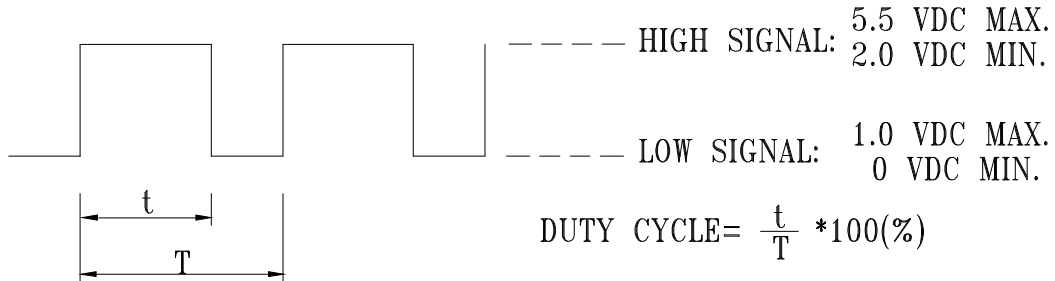 5.5 VDC MAX.
HIGH SIGNAL: 2.0 VDC MIN.
1.0 VDC MAX.
LOW SIGNAL: 0 VDC MIN.
t
T
DUTY CYCLE= t/T *100(%)